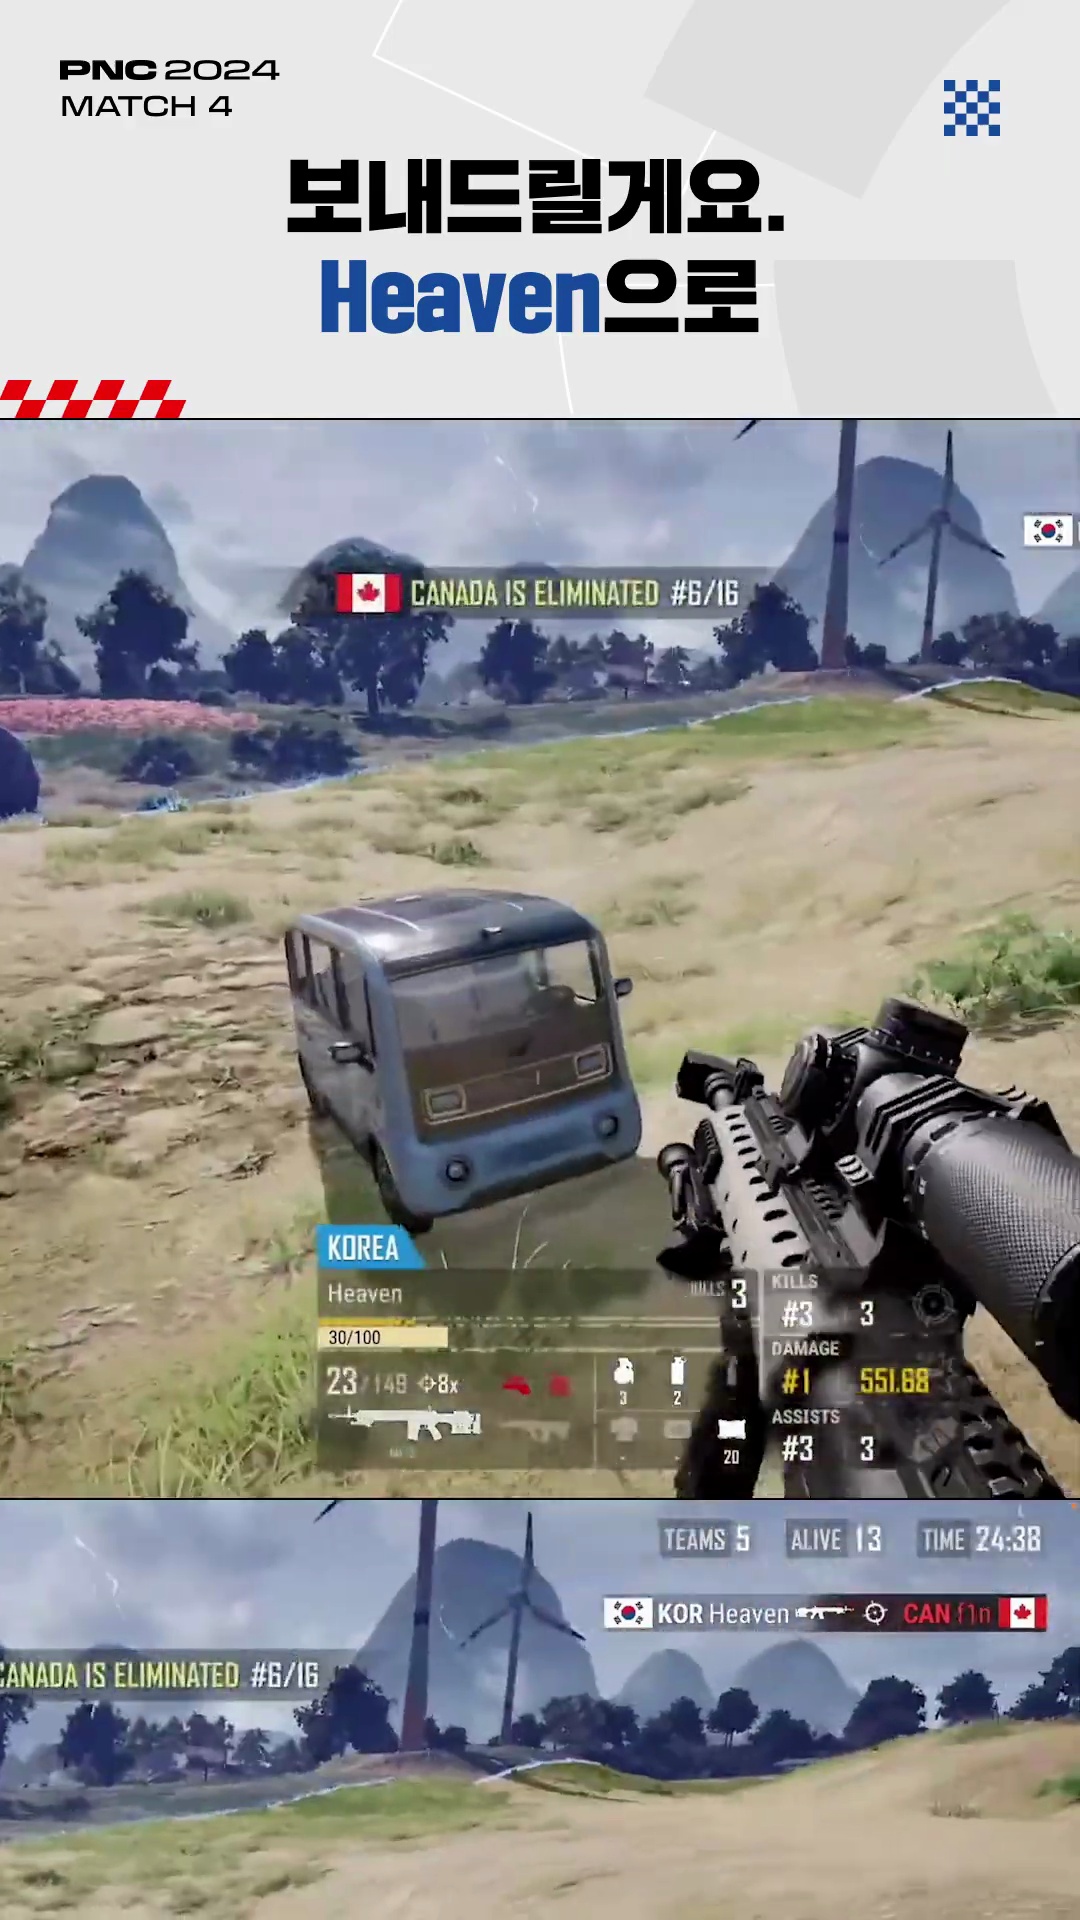 PNC 2024
MATCH 4
보내드릴게요.
Heaven으로
CANADA IS ELIMINATED #6/16
KOREA
Heaven
KILLS 3
30/100
23/149 8x
3 2
20
KILLS
#3 3
DAMAGE
#1 551.68
ASSISTS
#3 3
TEAMS 5 ALIVE 13 TIME 24:38
KOR Heaven CAN f1n
CANADA IS ELIMINATED #6/16